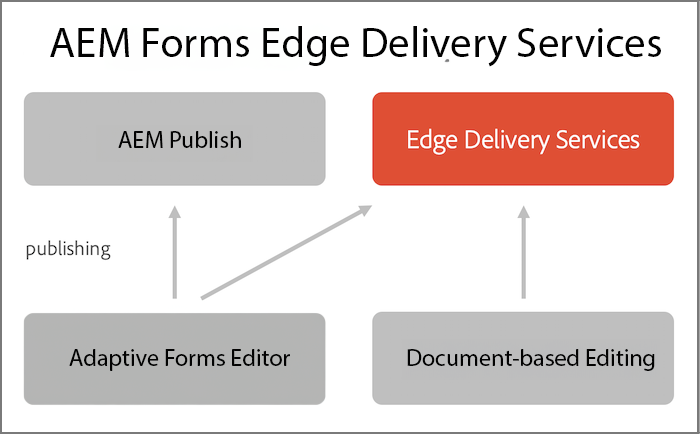 AEM Forms Edge Delivery Services
AEM Publish
Edge Delivery Services
publishing
Adaptive Forms Editor
Document-based Editing